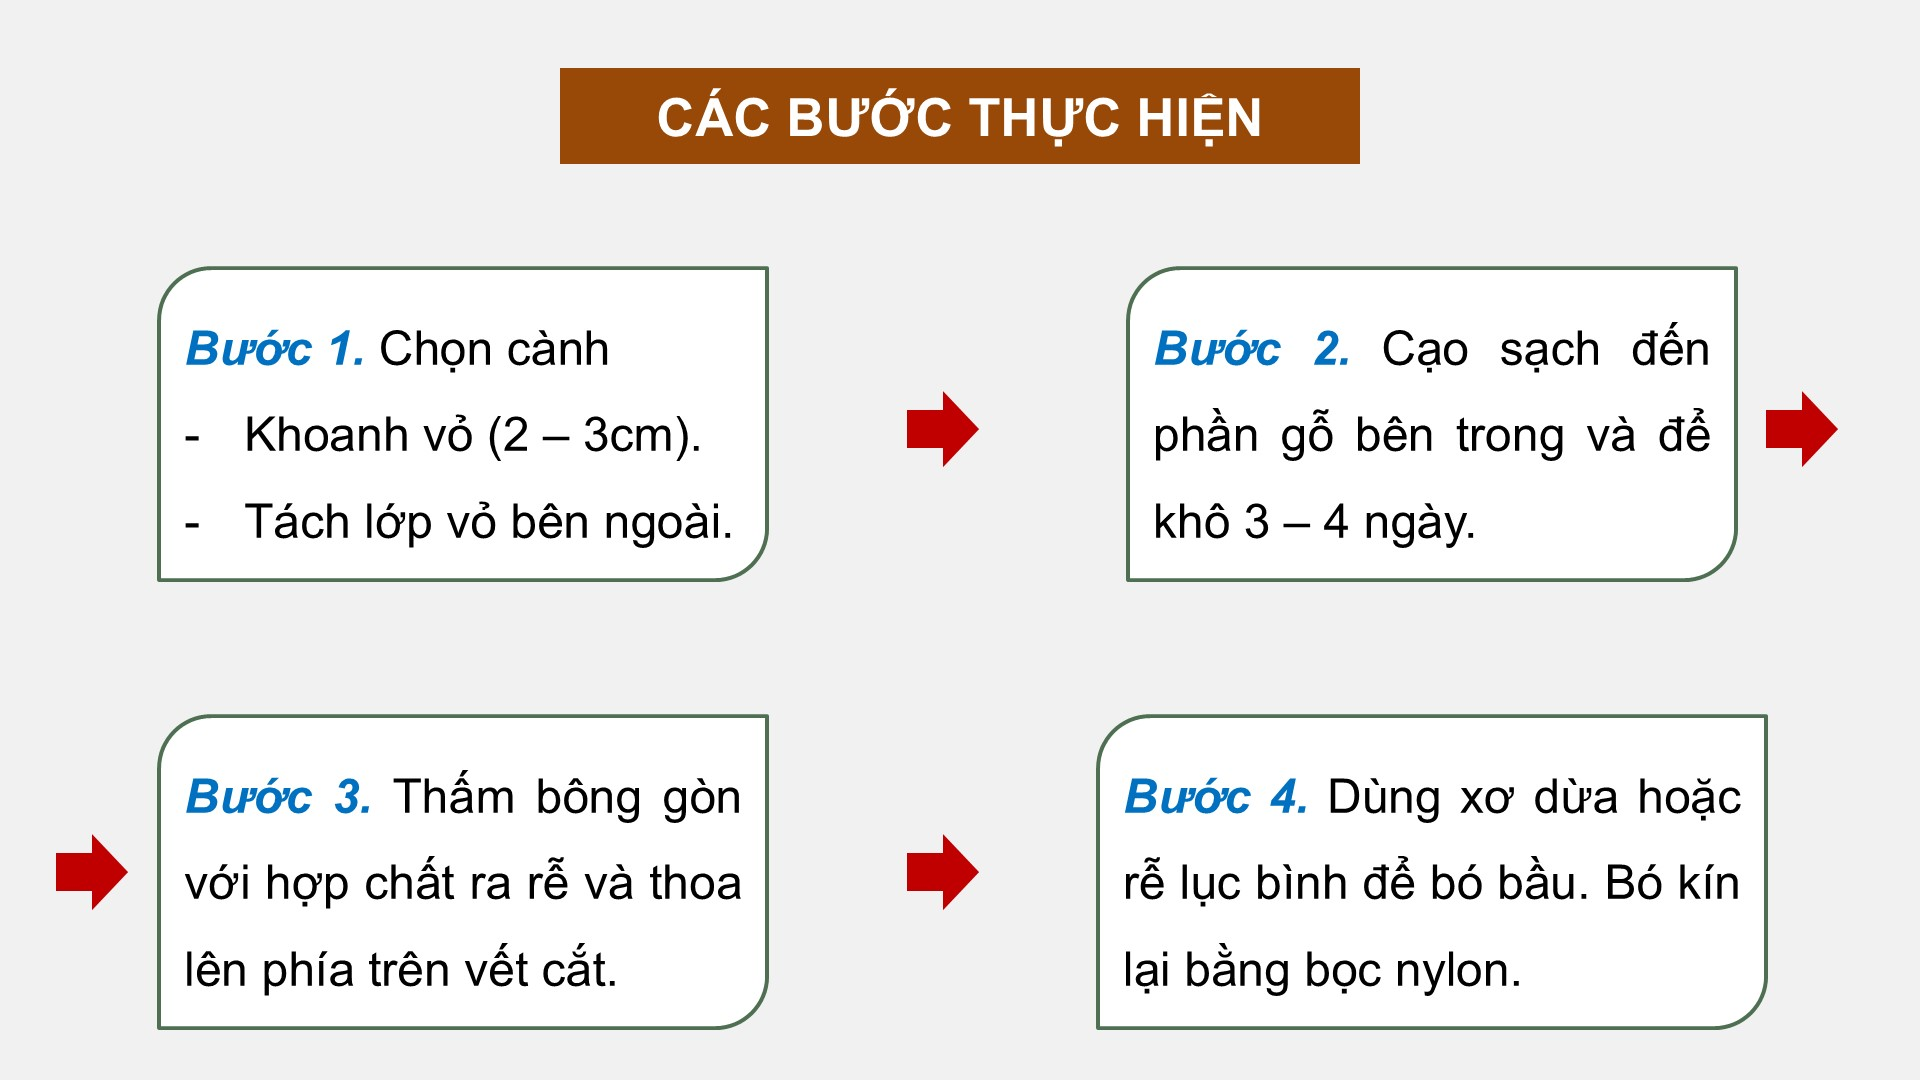 CÁC BƯỚC THỰC HIỆN
Bước 1. Chọn cành
- Khoanh vỏ (2 – 3cm).
- Tách lớp vỏ bên ngoài.
Bước 2. Cạo sạch đến
phần gỗ bên trong và để
khô 3 – 4 ngày.
Bước 3. Thấm bông gòn
với hợp chất ra rễ và thoa
lên phía trên vết cắt.
Bước 4. Dùng xơ dừa hoặc
rễ lục bình để bó bầu. Bó kín
lại bằng bọc nylon.